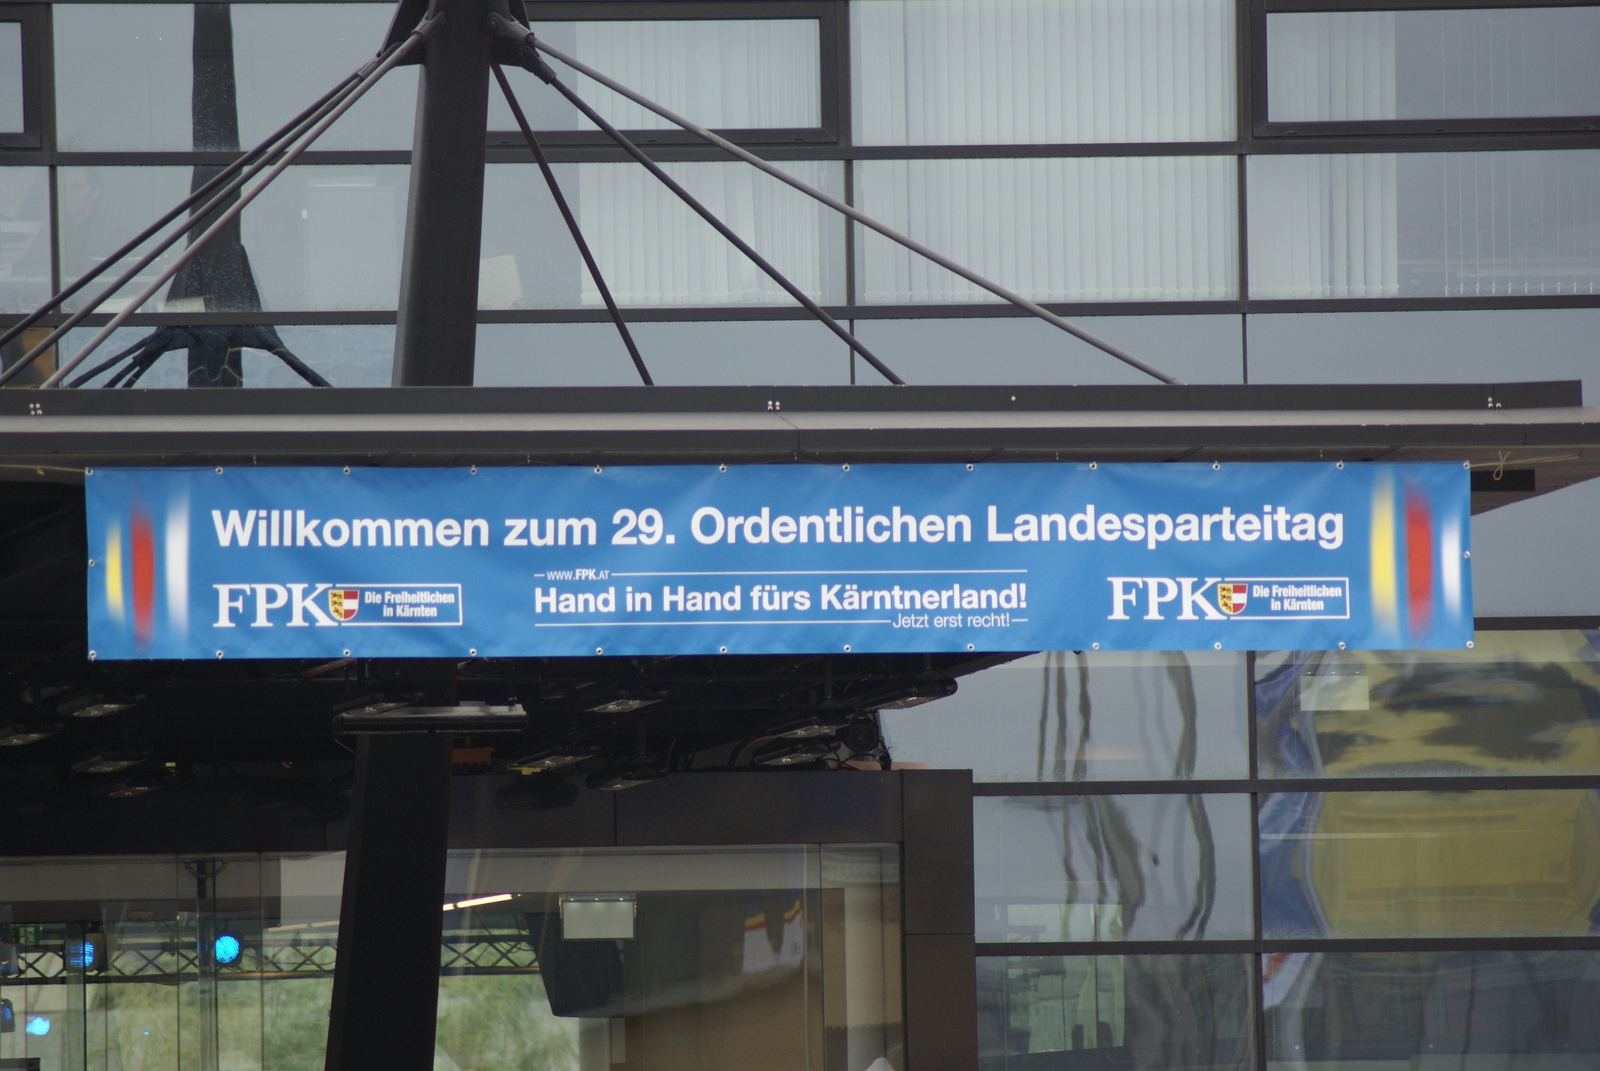 Willkommen zum 29. Ordentlichen Landesparteitag
FPK Die Freiheitlichen
in Kärnten
WWW.FPK.AT
Hand in Hand fürs Kärntnerland!
Jetzt erst recht!
FPK Die Freiheitlichen
in Kärnten